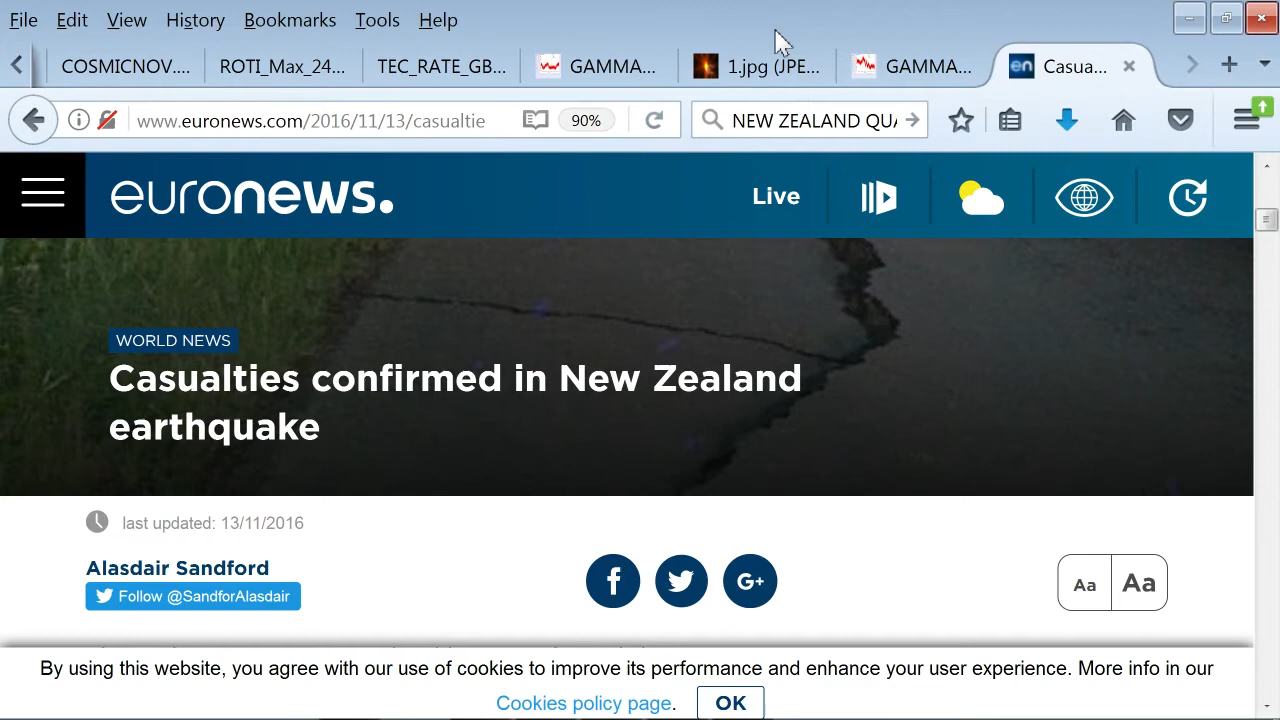 File Edit View History Bookmarks Tools Help
COSMICNOV.... ROTI_Max_24... TEC_RATE_GB... GAMMA... 1.jpg (JPE... GAMMA... en Casua...
www.euronews.com/2016/11/13/casualtie 90% NEW ZEALAND QUA
euronews. Live
WORLD NEWS
Casualties confirmed in New Zealand
earthquake
last updated: 13/11/2016
Alasdair Sandford
Follow @SandforAlasdair
f G+ Aa Aa
By using this website, you agree with our use of cookies to improve its performance and enhance your user experience. More info in our
Cookies policy page. OK